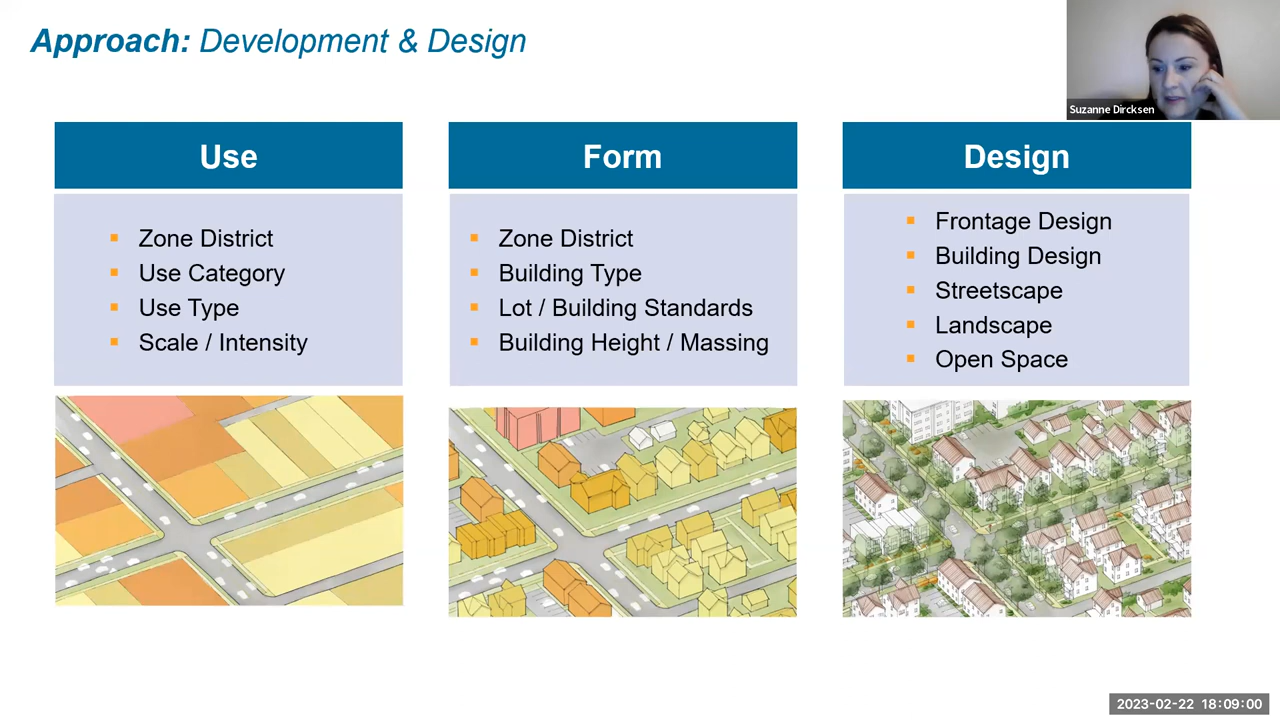 Approach: Development & Design
Suzanne Dircksen
Use
Zone District
Use Category
Use Type
Scale / Intensity
Form
Zone District
Building Type
Lot / Building Standards
Building Height / Massing
Design
Frontage Design
Building Design
Streetscape
Landscape
Open Space
2023-02-22 18:09:00